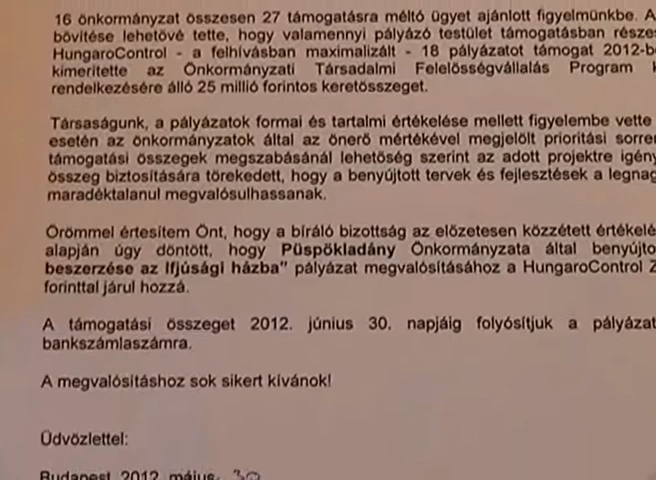 16 önkormányzat összesen 27 támogatásra méltó ügyet ajánlott figyelmünkbe. A
bővítése lehetővé tette, hogy valamennyi pályázó testület támogatásban része
HungaroControl - a felhívásban maximalizált - 18 pályázatot támogat 2012-b
kimerítette az Önkormányzati Társadalmi Felelősségvállalás Program
rendelkezésére álló 25 millió forintos keretösszeget.
Társaságunk, a pályázatok formai és tartalmi értékelése mellett figyelembe vette
esetén az önkormányzatok által az önerő mértékével megjelölt prioritási sorre
támogatási összegek megszabásánál lehetőség szerint az adott projektre igény
összeg biztosítására törekedett, hogy a benyújtott tervek és fejlesztések a legnag
maradéktalanul megvalósulhassanak.
Örömmel értesítem Önt, hogy a bíráló bizottság az előzetesen közzétett értékelé
alapján úgy döntött, hogy Püspökladány Önkormányzata által benyújto
beszerzése az Ifjúsági házba" pályázat megvalósításához a HungaroControl Z
forinttal járul hozzá.
A támogatási összeget 2012. június 30. napjáig folyósítjuk a pályázat
bankszámlaszámra.
A megvalósításhoz sok sikert kívánok!
Üdvözlettel:
Budapest 2012 május, 30